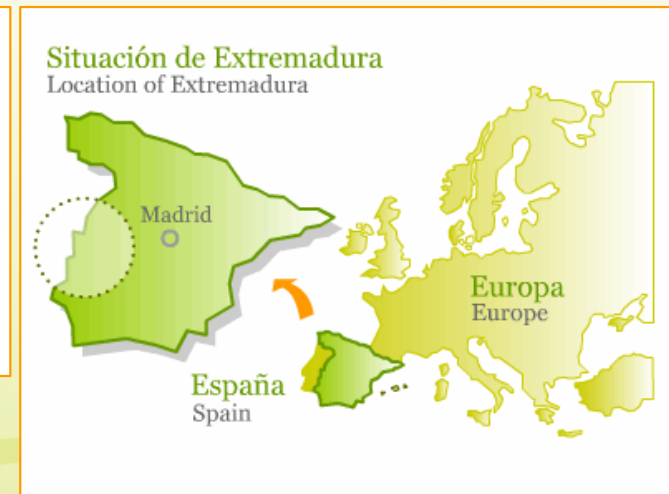 Situación de Extremadura
Location of Extremadura
Madrid
Europa
Europe
España
Spain